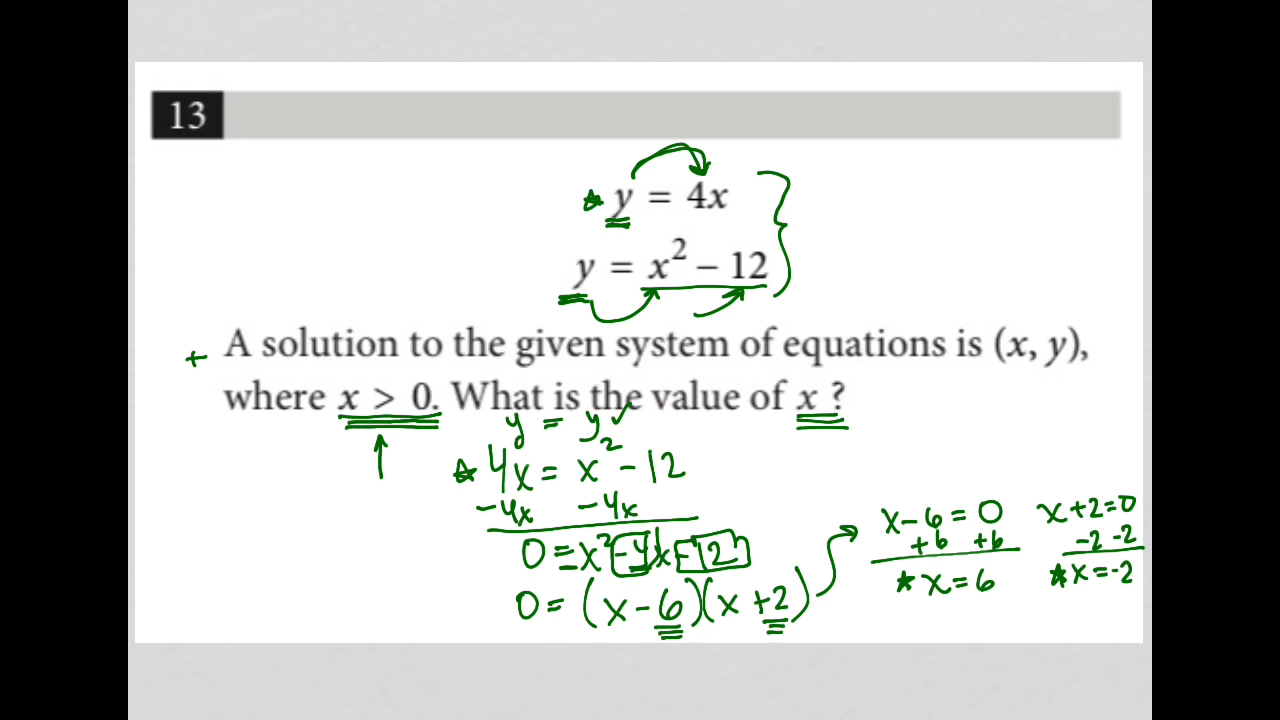 13
y = 4x
y = x² − 12
+ A solution to the given system of equations is (x, y),
where x > 0. What is the value of x ?
y = y ✓
4x = x² − 12
−4x −4x
0 = x² − 4x − 12
0 = (x − 6)(x + 2)
x − 6 = 0
+6 +6
x = 6
x + 2 = 0
−2 −2
x = −2